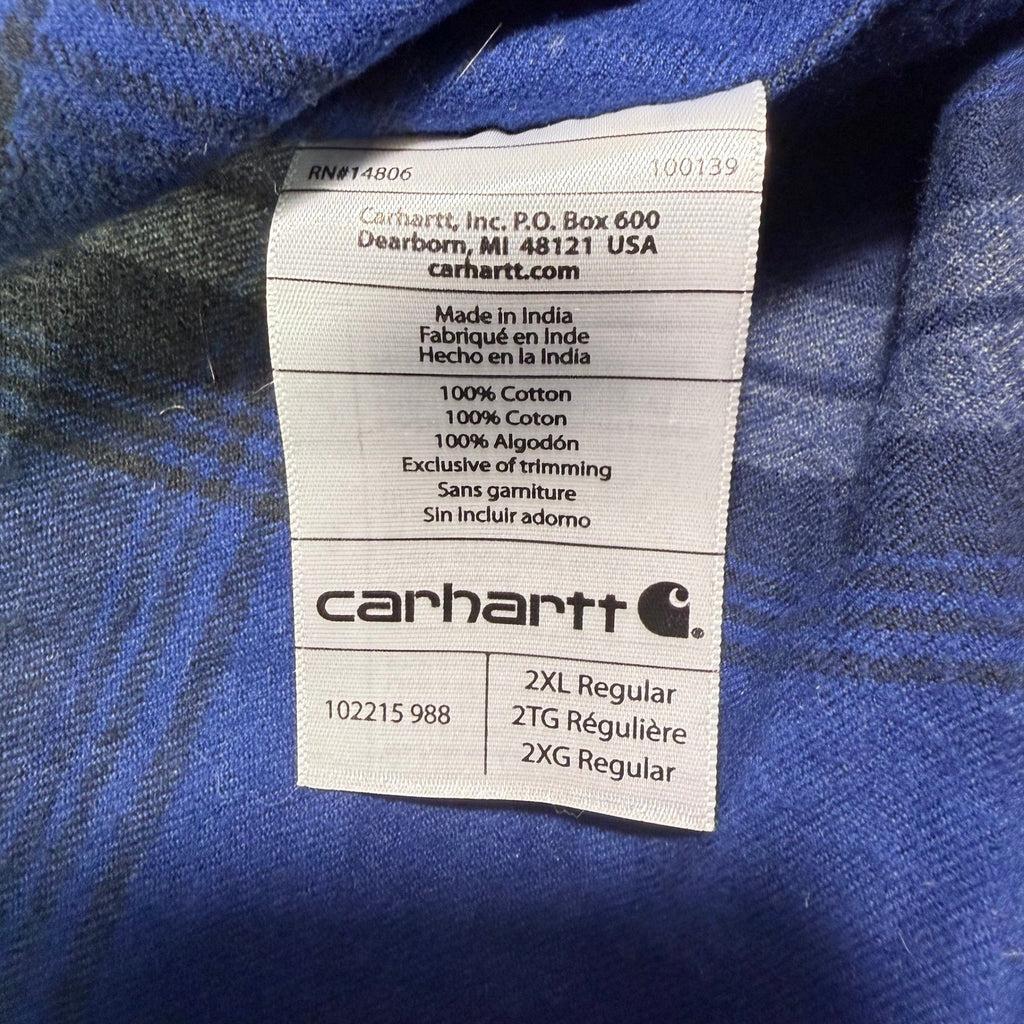 RN#14806 100139
Carhartt, Inc. P.O. Box 600
Dearborn, MI 48121 USA
carhartt.com
Made in India
Fabriqué en Inde
Hecho en la India
100% Cotton
100% Coton
100% Algodón
Exclusive of trimming
Sans garniture
Sin incluir adorno
carhartt ®
102215 988
2XL Regular
2TG Régulière
2XG Regular